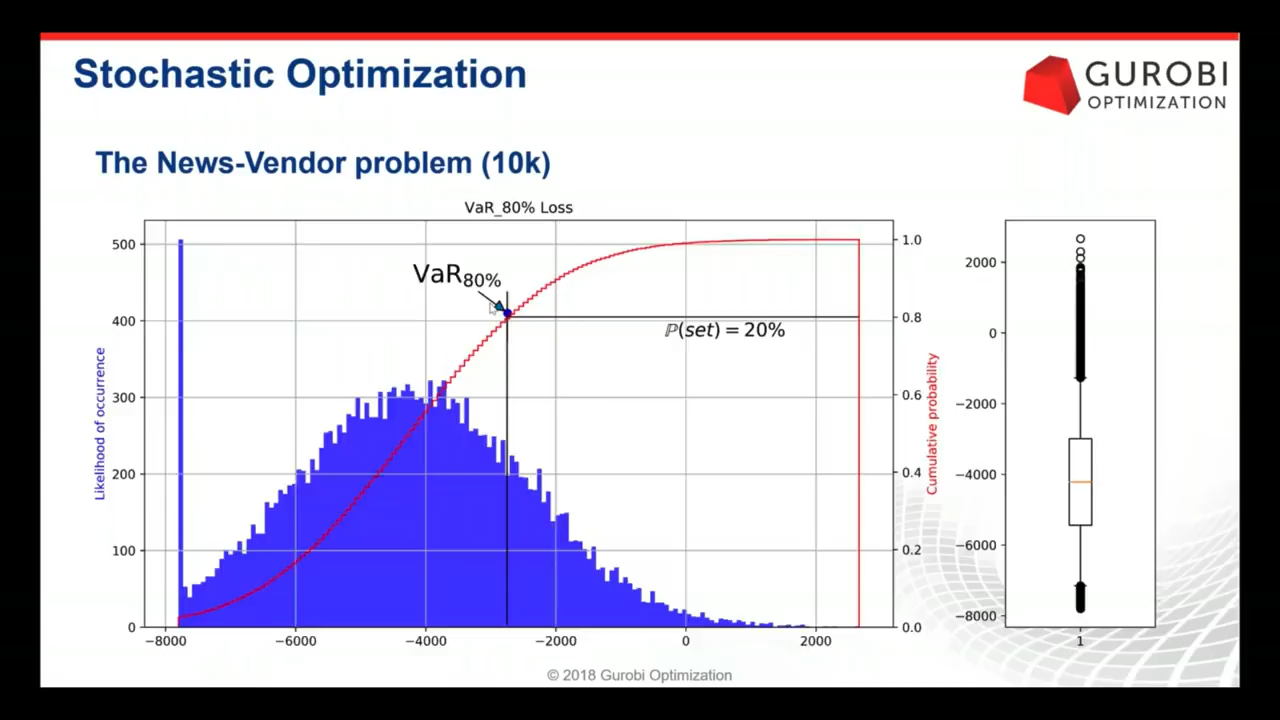 Stochastic Optimization
GUROBI
OPTIMIZATION
The News-Vendor problem (10k)
VaR_80% Loss
500
400
300
200
100
0
Likelihood of occurrence
VaR80%
ℙ(set) = 20%
1.0
0.8
0.6
0.4
0.2
0.0
Cumulative probability
−8000
−6000
−4000
−2000
0
2000
2000
0
−2000
−4000
−6000
−8000
1
© 2018 Gurobi Optimization